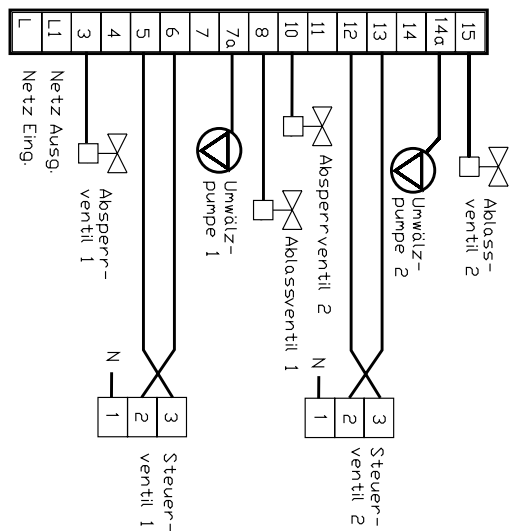 L
L1
3
4
5
6
7
7a
8
10
11
12
13
14
14a
15
Netz Eing.
Netz Ausg.
Absperr-
ventil 1
Umwälz-
pumpe 1
Ablassventil 1
Absperrventil 2
Umwälz-
pumpe 2
Ablass-
ventil 2
N
1
2
3
Steuer-
ventil 1
N
1
2
3
Steuer-
ventil 2